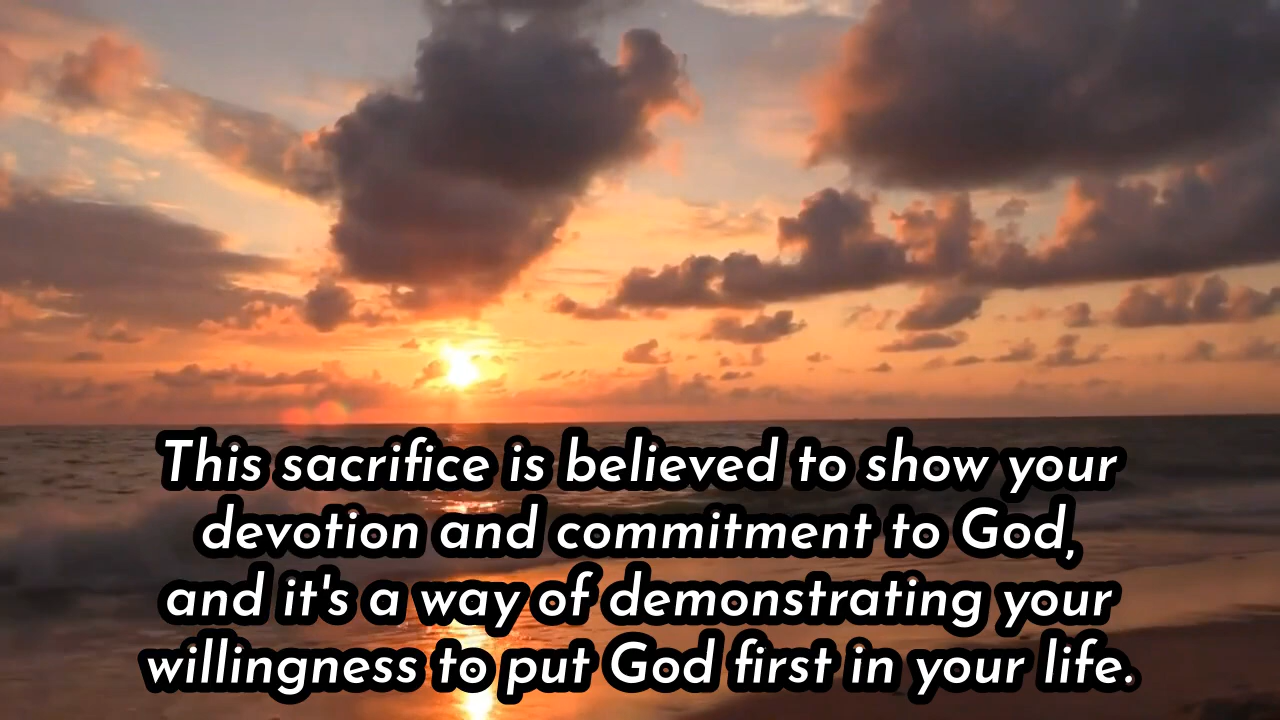 This sacrifice is believed to show your
devotion and commitment to God,
and it's a way of demonstrating your
willingness to put God first in your life.